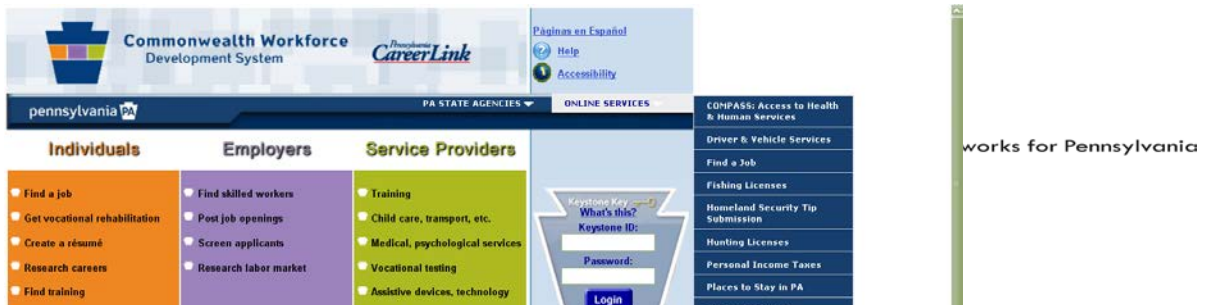 Commonwealth Workforce
Development System
Pennsylvania
CareerLink
Páginas en Español
Help
Accessibility
pennsylvania PA
PA STATE AGENCIES
ONLINE SERVICES
Individuals
Find a job
Get vocational rehabilitation
Create a résumé
Research careers
Find training
Employers
Find skilled workers
Post job openings
Screen applicants
Research labor market
Service Providers
Training
Child care, transport, etc.
Medical, psychological services
Vocational testing
Assistive devices, technology
Keystone Key
What's this?
Keystone ID:
Password:
Login
COMPASS: Access to Health
& Human Services
Driver & Vehicle Services
Find a Job
Fishing Licenses
Homeland Security Tip
Submission
Hunting Licenses
Personal Income Taxes
Places to Stay in PA
works for Pennsylvania